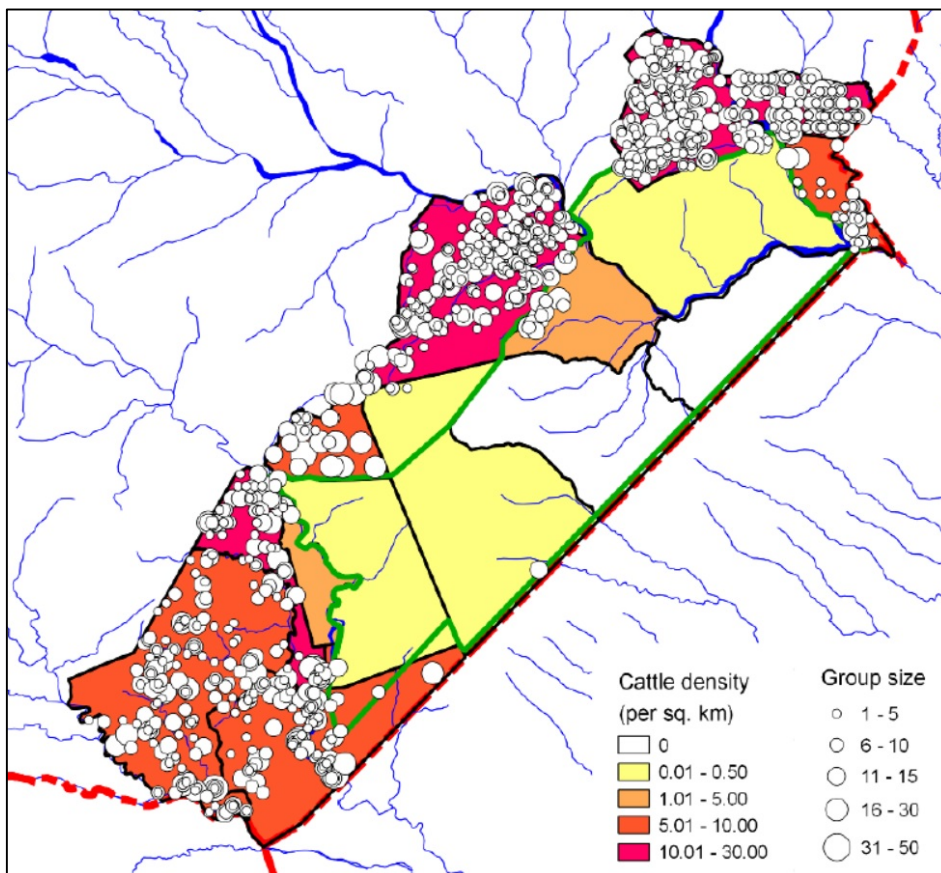 Cattle density
(per sq. km)
0
0.01 - 0.50
1.01 - 5.00
5.01 - 10.00
10.01 - 30.00
Group size
1 - 5
6 - 10
11 - 15
16 - 30
31 - 50